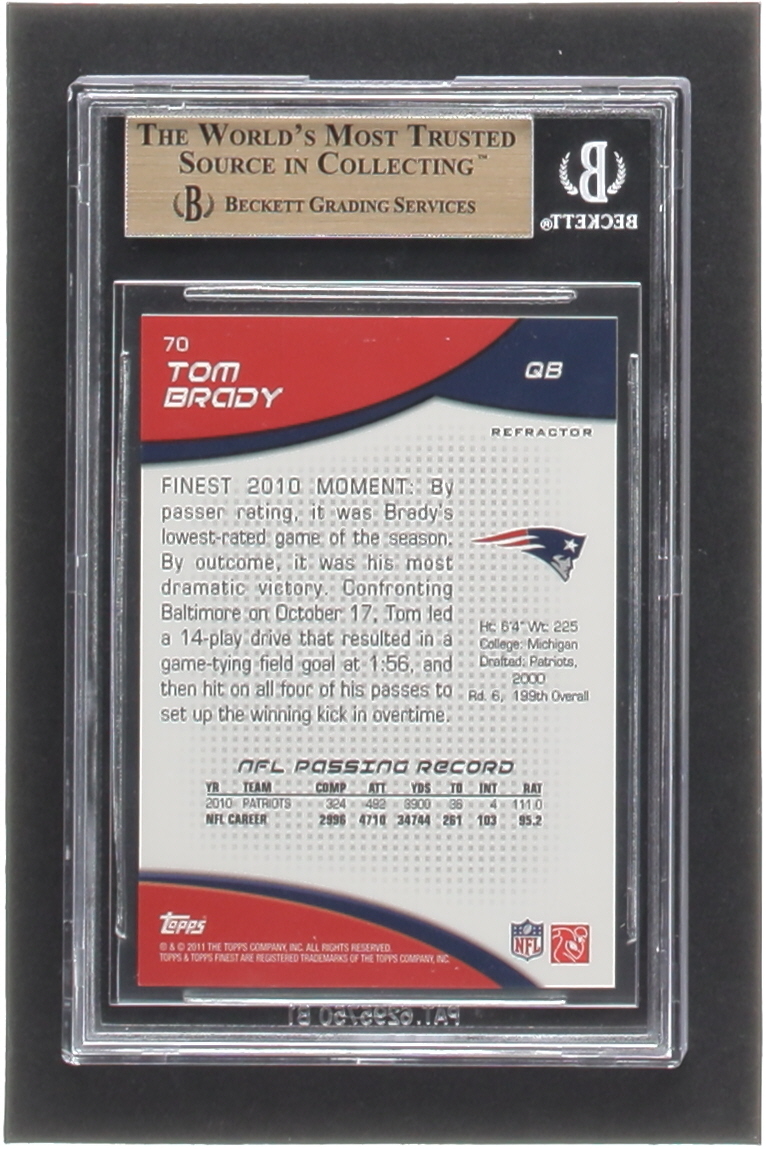 THE WORLD'S MOST TRUSTED
SOURCE IN COLLECTING™
B BECKETT GRADING SERVICES
B
BECKETT®
70
TOM
BRADY
QB
REFRACTOR
FINEST 2010 MOMENT: By
passer rating, it was Brady's
lowest-rated game of the season.
By outcome, it was his most
dramatic victory. Confronting
Baltimore on October 17, Tom led
a 14-play drive that resulted in a
game-tying field goal at 1:56, and
then hit on all four of his passes to
set up the winning kick in overtime.
Ht: 6'4" Wt: 225
College: Michigan
Drafted: Patriots,
2000
Rd. 6, 199th Overall
NFL PASSING RECORD
YR TEAM COMP ATT YDS TD INT RAT
2010 PATRIOTS 324 492 3900 36 4 111.0
NFL CAREER 2996 4710 34744 261 103 95.2
Topps
® & © 2011 THE TOPPS COMPANY, INC. ALL RIGHTS RESERVED.
TOPPS & TOPPS FINEST ARE REGISTERED TRADEMARKS OF THE TOPPS COMPANY, INC.
NFL
PAT. 6295750 B1